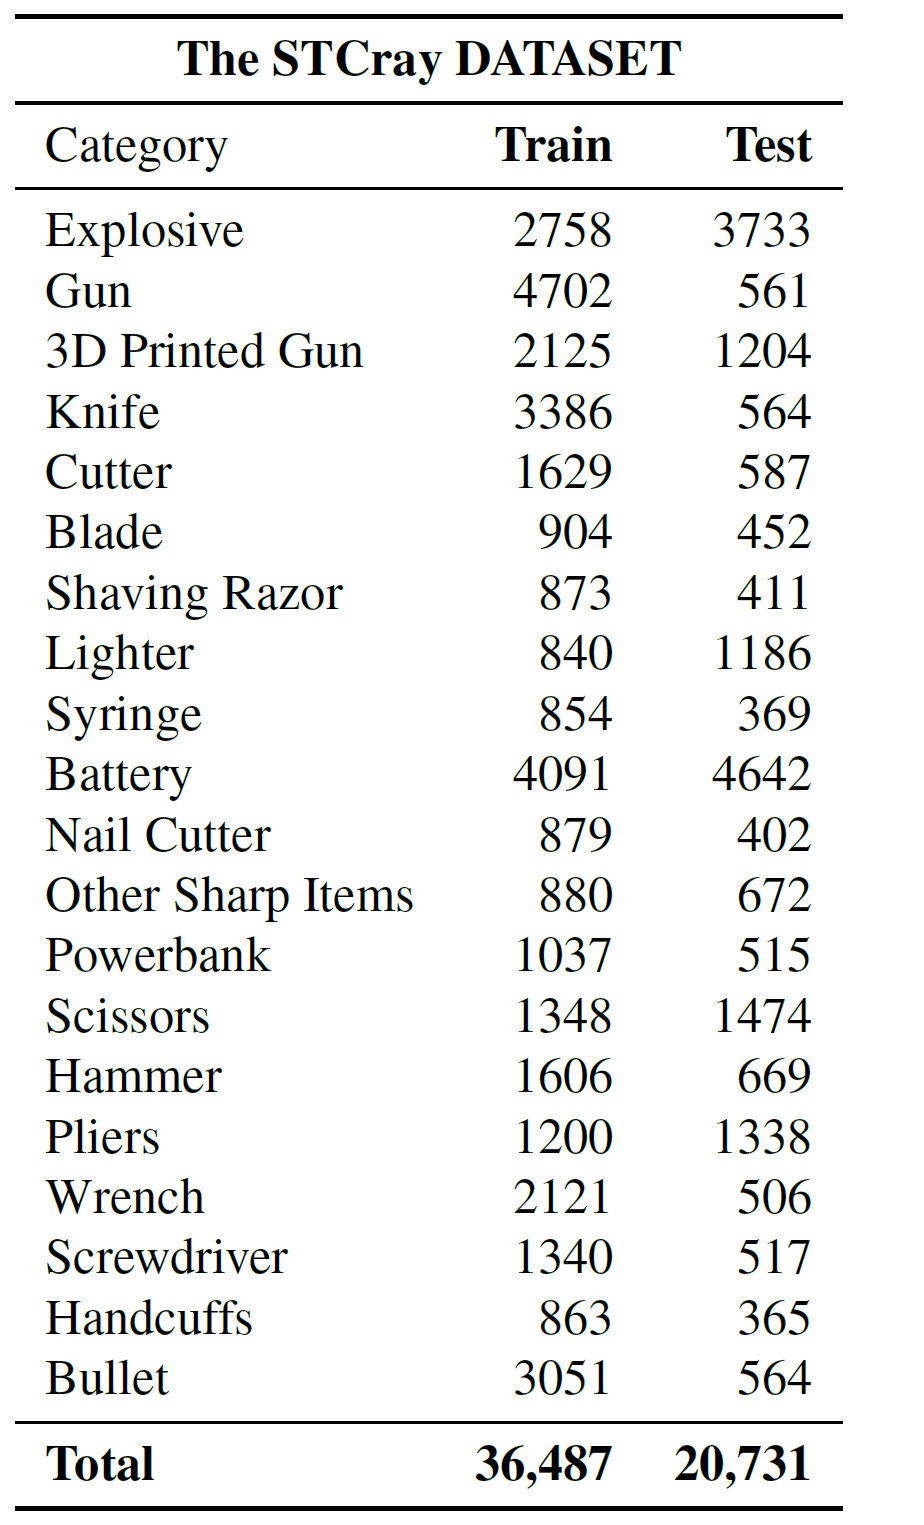 The STCray DATASET
Category Train Test
Explosive 2758 3733
Gun 4702 561
3D Printed Gun 2125 1204
Knife 3386 564
Cutter 1629 587
Blade 904 452
Shaving Razor 873 411
Lighter 840 1186
Syringe 854 369
Battery 4091 4642
Nail Cutter 879 402
Other Sharp Items 880 672
Powerbank 1037 515
Scissors 1348 1474
Hammer 1606 669
Pliers 1200 1338
Wrench 2121 506
Screwdriver 1340 517
Handcuffs 863 365
Bullet 3051 564
Total 36,487 20,731